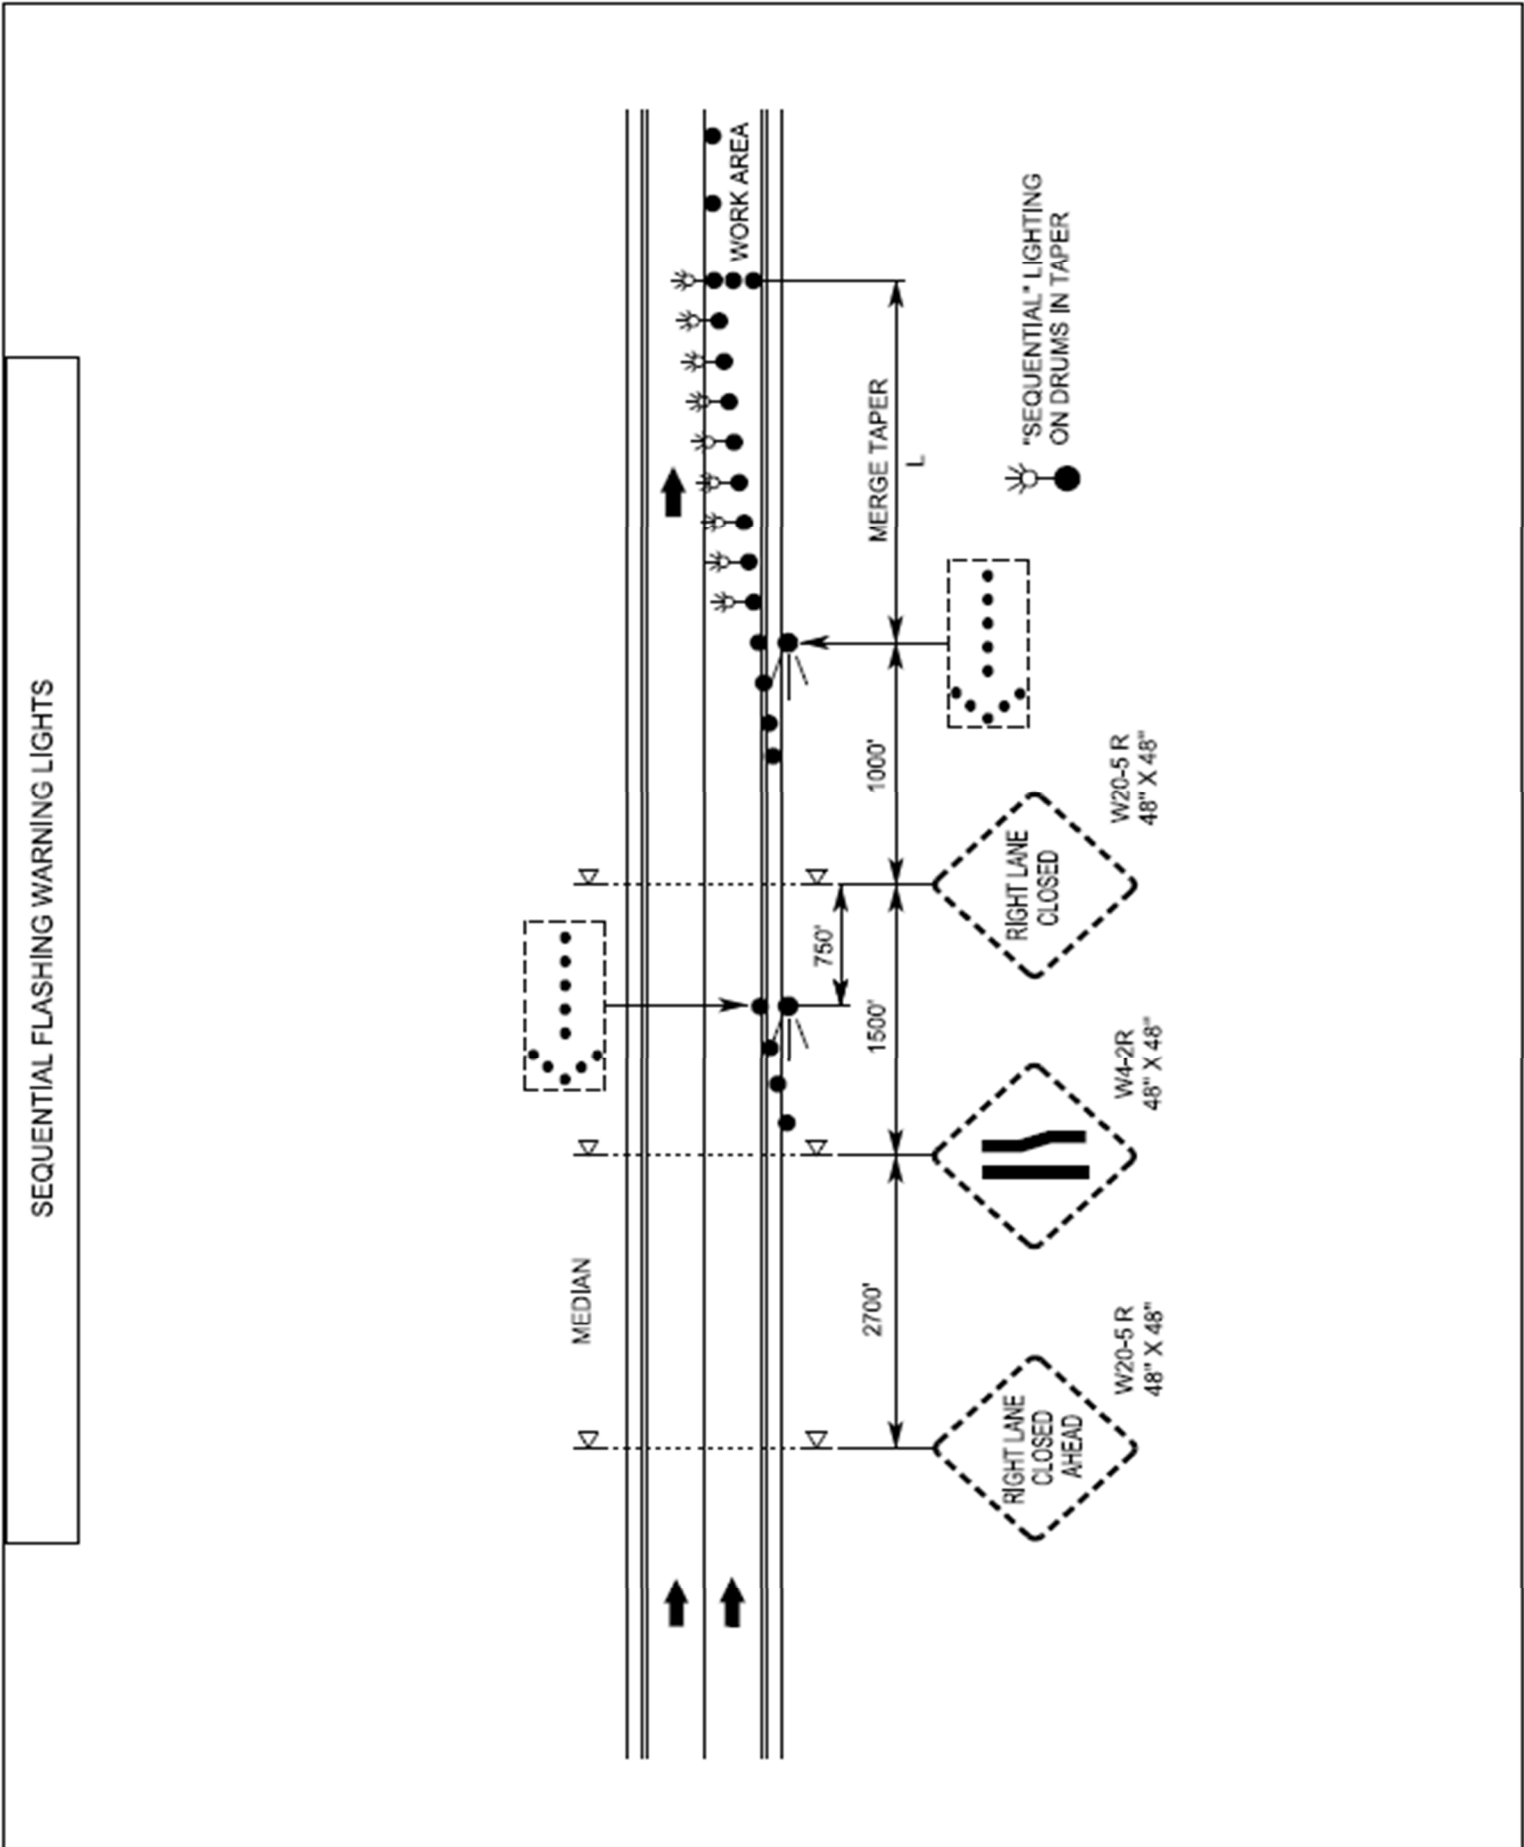 SEQUENTIAL FLASHING WARNING LIGHTS
MEDIAN
WORK AREA
2700'
1500'
750'
1000'
MERGE TAPER
L
RIGHT LANE
CLOSED
AHEAD
W20-5 R
48" X 48"
W4-2R
48" X 48"
RIGHT LANE
CLOSED
W20-5 R
48" X 48"
"SEQUENTIAL" LIGHTING
ON DRUMS IN TAPER